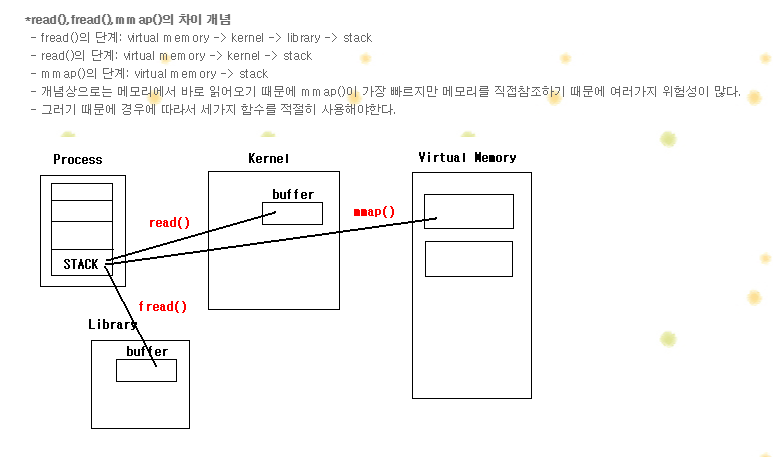 *read(),fread(),mmap()의 차이 개념
- fread()의 단계: virtual memory -> kernel -> library -> stack
- read()의 단계: virtual memory -> kernel -> stack
- mmap()의 단계: virtual memory -> stack
- 개념상으로는 메모리에서 바로 읽어오기 때문에 mmap()이 가장 빠르지만 메모리를 직접참조하기 때문에 여러가지 위험성이 많다.
- 그러기 때문에 경우에 따라서 세가지 함수를 적절히 사용해야한다.
Process
Kernel
Virtual Memory
buffer
read()
mmap()
STACK
fread()
Library
buffer